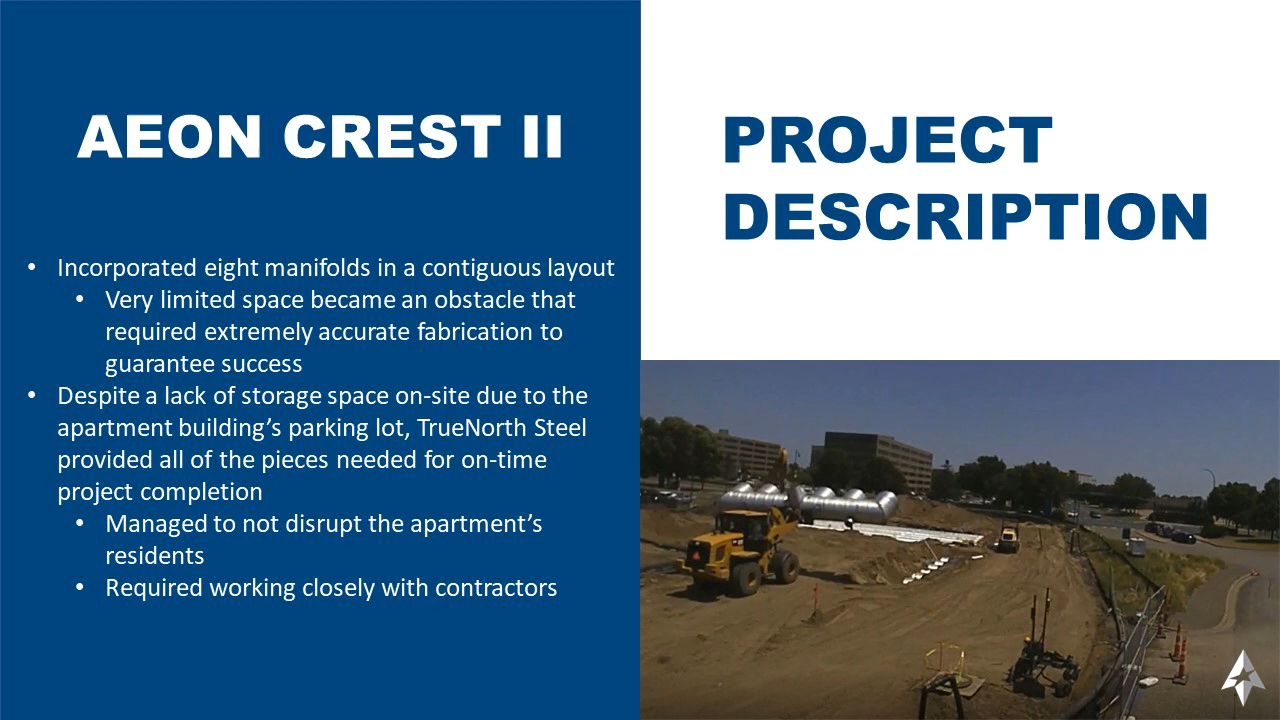 AEON CREST II
• Incorporated eight manifolds in a contiguous layout
• Very limited space became an obstacle that
required extremely accurate fabrication to
guarantee success
• Despite a lack of storage space on-site due to the
apartment building’s parking lot, TrueNorth Steel
provided all of the pieces needed for on-time
project completion
• Managed to not disrupt the apartment’s
residents
• Required working closely with contractors
PROJECT
DESCRIPTION